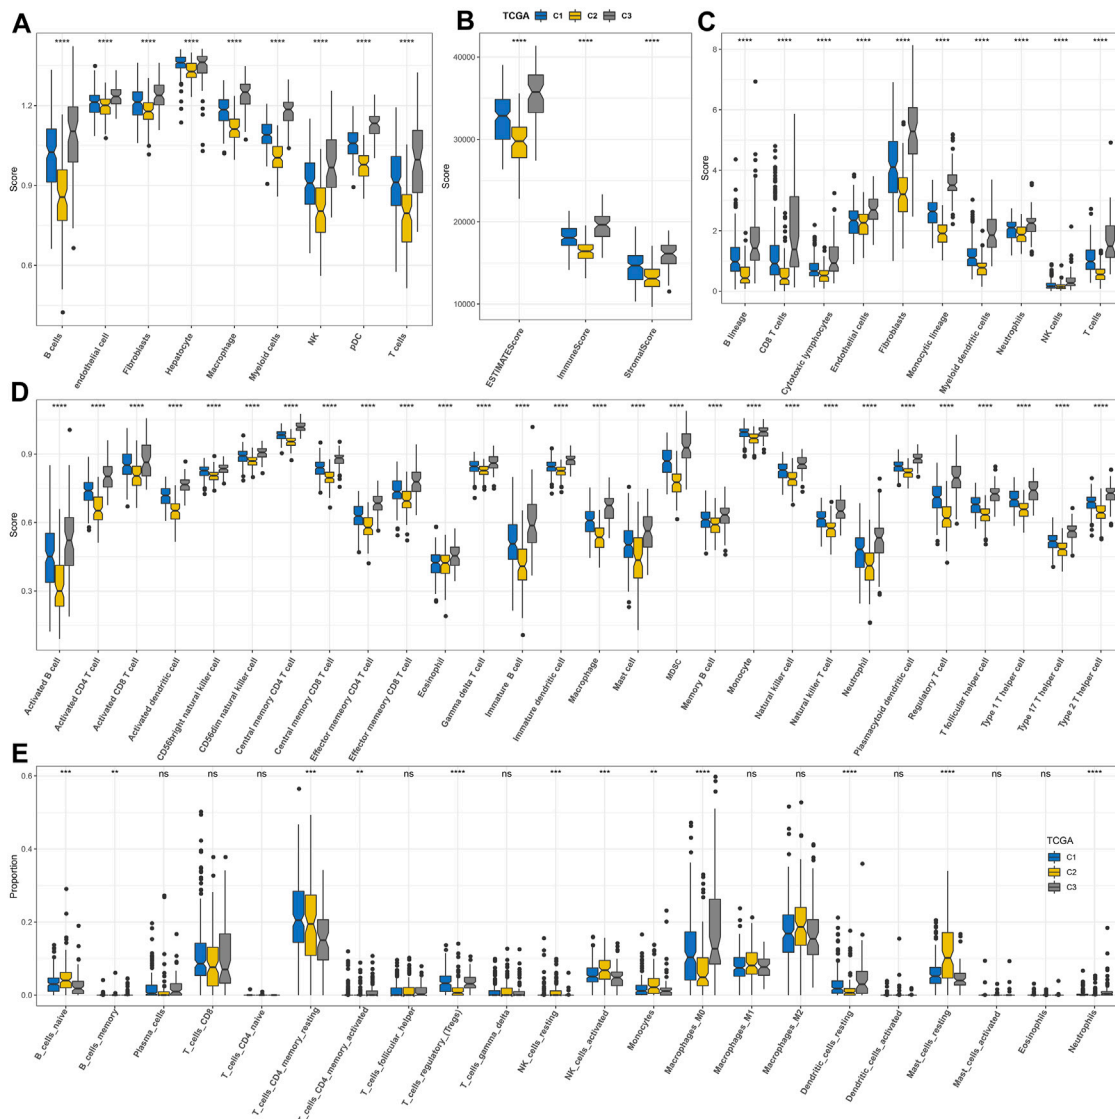 A
**** **** **** **** **** **** **** **** ****
Score
1.2
0.9
0.6
B cells
endothelial cell
Fibroblasts
Hepatocyte
Macrophage
Myeloid cells
NK
pDC
T cells
B
TCGA C1 C2 C3
**** **** ****
Score
40000
30000
20000
10000
ESTIMATEScore
ImmuneScore
StromalScore
C
**** **** **** **** **** **** **** **** **** ****
Score
8
6
4
2
0
B lineage
CD8 T cells
Cytotoxic lymphocytes
Endothelial cells
Fibroblasts
Monocytic lineage
Myeloid dendritic cells
Neutrophils
NK cells
T cells
D
**** **** **** **** **** **** **** **** **** **** **** **** **** **** **** **** **** **** **** **** **** **** **** **** **** **** **** ****
Score
0.9
0.6
0.3
Activated B cell
Activated CD4 T cell
Activated CD8 T cell
Activated dendritic cell
CD56bright natural killer cell
CD56dim natural killer cell
Central memory CD4 T cell
Central memory CD8 T cell
Effector memeory CD4 T cell
Effector memeory CD8 T cell
Eosinophil
Gamma delta T cell
Immature B cell
Immature dendritic cell
Macrophage
Mast cell
MDSC
Memory B cell
Monocyte
Natural killer cell
Natural killer T cell
Neutrophil
Plasmacytoid dendritic cell
Regulatory T cell
T follicular helper cell
Type 1 T helper cell
Type 17 T helper cell
Type 2 T helper cell
E
*** ** ns ns ns *** ** ns **** ns *** *** ** **** ns ns **** ns **** ns ns ****
Proportion
0.6
0.4
0.2
0.0
TCGA
C1
C2
C3
B_cells_naive
B_cells_memory
Plasma_cells
T_cells_CD8
T_cells_CD4_naive
T_cells_CD4_memory_resting
T_cells_CD4_memory_activated
T_cells_follicular_helper
T_cells_regulatory_(Tregs)
T_cells_gamma_delta
NK_cells_resting
NK_cells_activated
Monocytes
Macrophages_M0
Macrophages_M1
Macrophages_M2
Dendritic_cells_resting
Dendritic_cells_activated
Mast_cells_resting
Mast_cells_activated
Eosinophils
Neutrophils